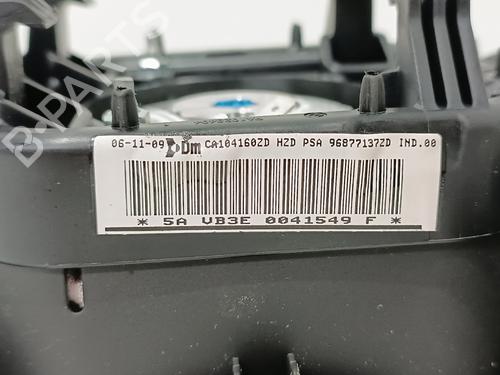 B-PARTS
06-11-09 Dm CA104160ZD HZD PSA 96877137ZD IND.00
* 5A VB3E 0041549 F *